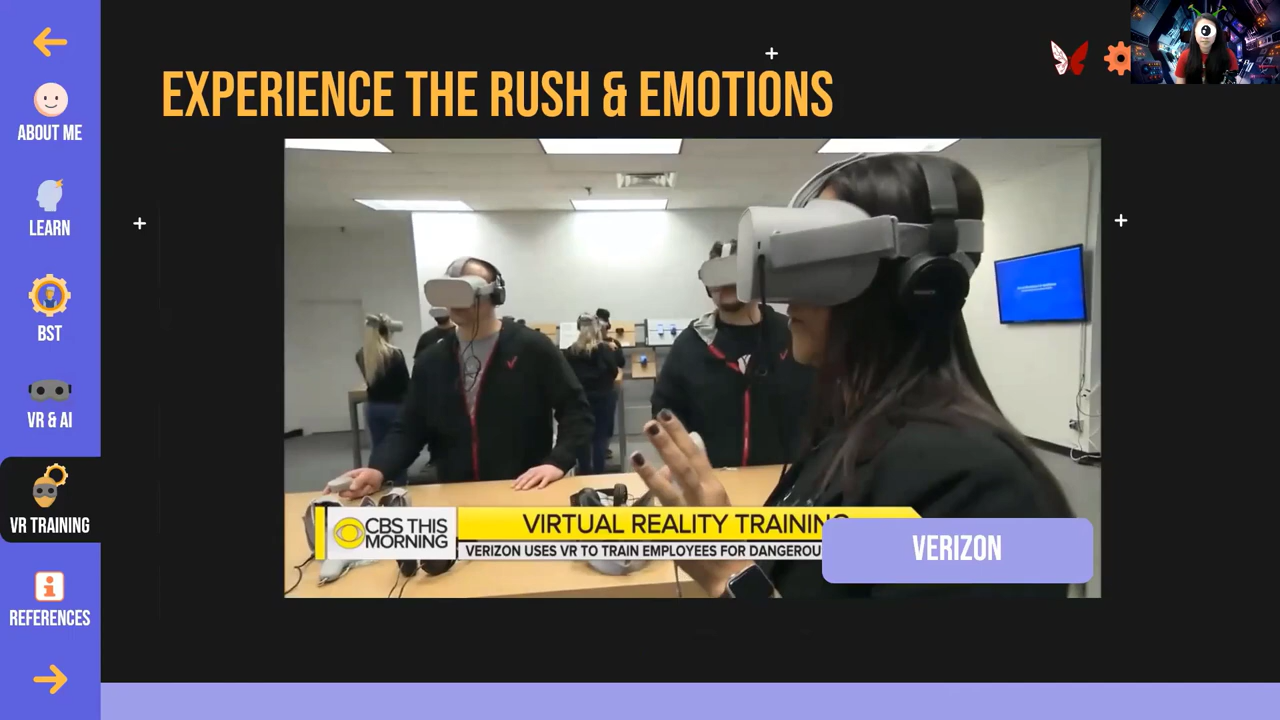 EXPERIENCE THE RUSH & EMOTIONS
ABOUT ME
LEARN
BST
VR & AI
VR TRAINING
REFERENCES
CBS THIS
MORNING
VIRTUAL REALITY TRAINING
VERIZON USES VR TO TRAIN EMPLOYEES FOR DANGEROU
VERIZON